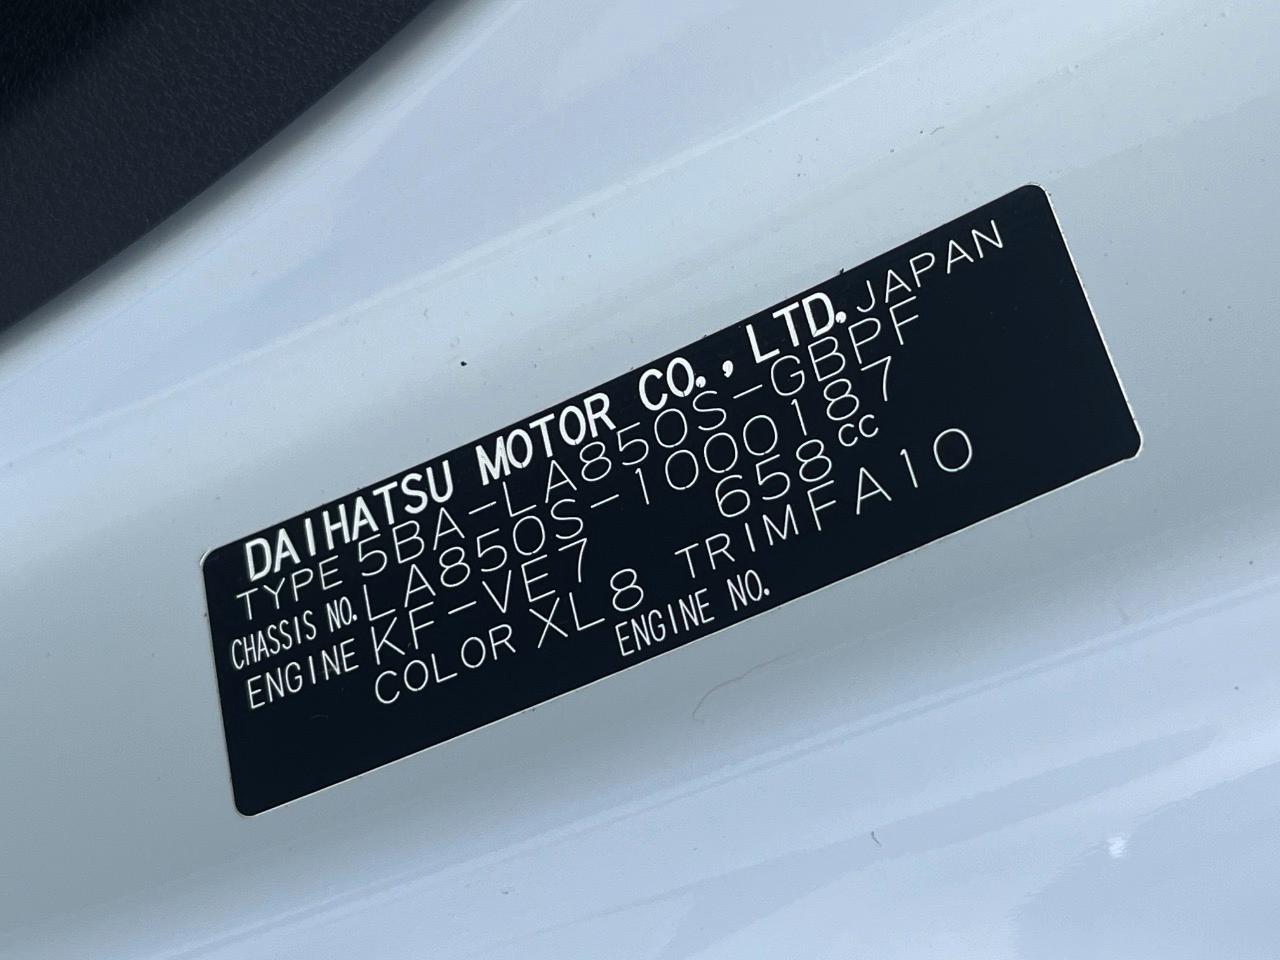 DAIHATSU MOTOR CO., LTD. JAPAN
TYPE 5BA-LA850S-GBPF
CHASSIS NO. LA850S-1000187
ENGINE KF-VE7 658cc
COLOR XL8 TRIM FA10
ENGINE NO.